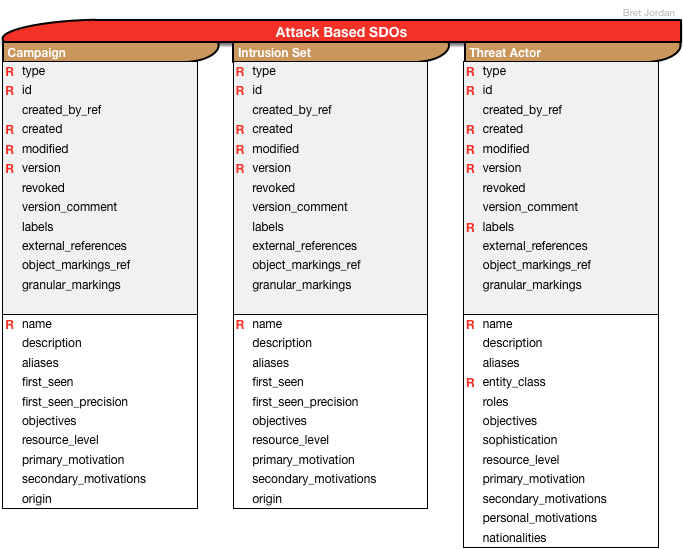 Bret Jordan
Attack Based SDOs
Campaign
R type
R id
created_by_ref
R created
R modified
R version
revoked
version_comment
labels
external_references
object_markings_ref
granular_markings
R name
description
aliases
first_seen
first_seen_precision
objectives
resource_level
primary_motivation
secondary_motivations
origin
Intrusion Set
R type
R id
created_by_ref
R created
R modified
R version
revoked
version_comment
labels
external_references
object_markings_ref
granular_markings
R name
description
aliases
first_seen
first_seen_precision
objectives
resource_level
primary_motivation
secondary_motivations
origin
Threat Actor
R type
R id
created_by_ref
R created
R modified
R version
revoked
version_comment
R labels
external_references
object_markings_ref
granular_markings
R name
description
aliases
R entity_class
roles
objectives
sophistication
resource_level
primary_motivation
secondary_motivations
personal_motivations
nationalities